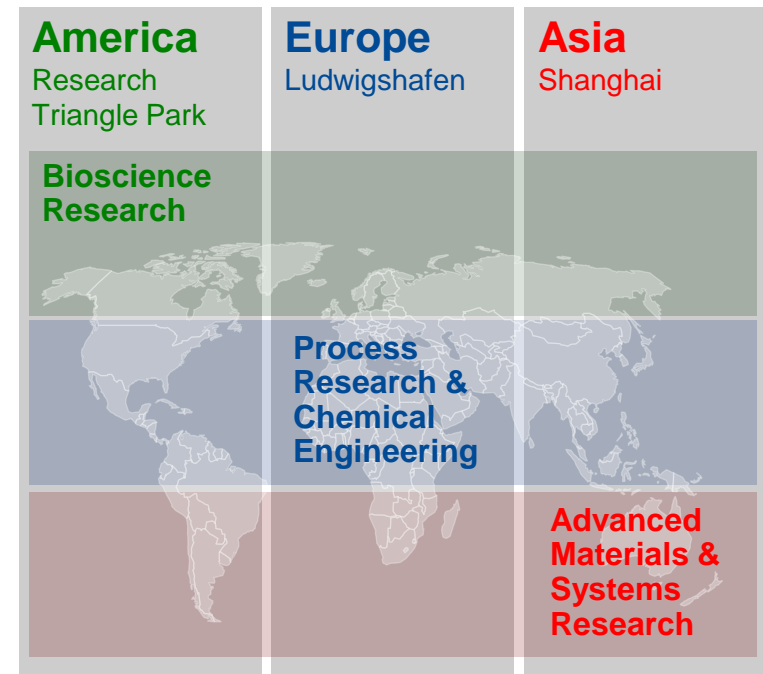 America
Research
Triangle Park
Europe
Ludwigshafen
Asia
Shanghai
Bioscience
Research
Process
Research &
Chemical
Engineering
Advanced
Materials &
Systems
Research